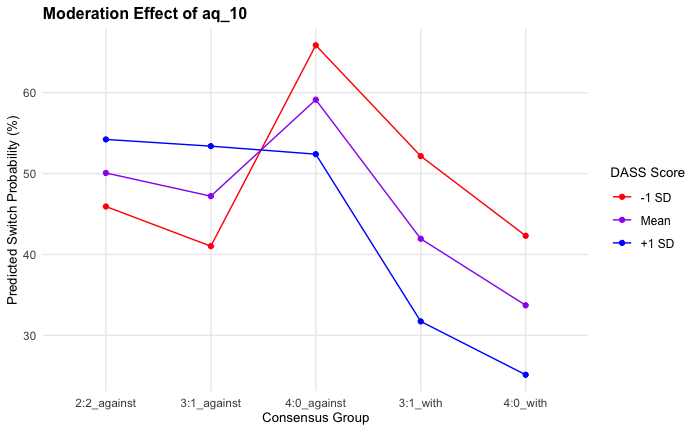 Moderation Effect of aq_10
Predicted Switch Probability (%)
60
50
40
30
2:2_against 3:1_against 4:0_against 3:1_with 4:0_with
Consensus Group
DASS Score
-1 SD
Mean
+1 SD